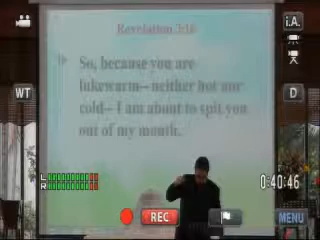 Revelation 3:16
i.A.
So, because you are
lukewarm--neither hot nor
WT
D
cold--I am about to spit you
out of my mouth.
L
R
0:40:46
REC
MENU